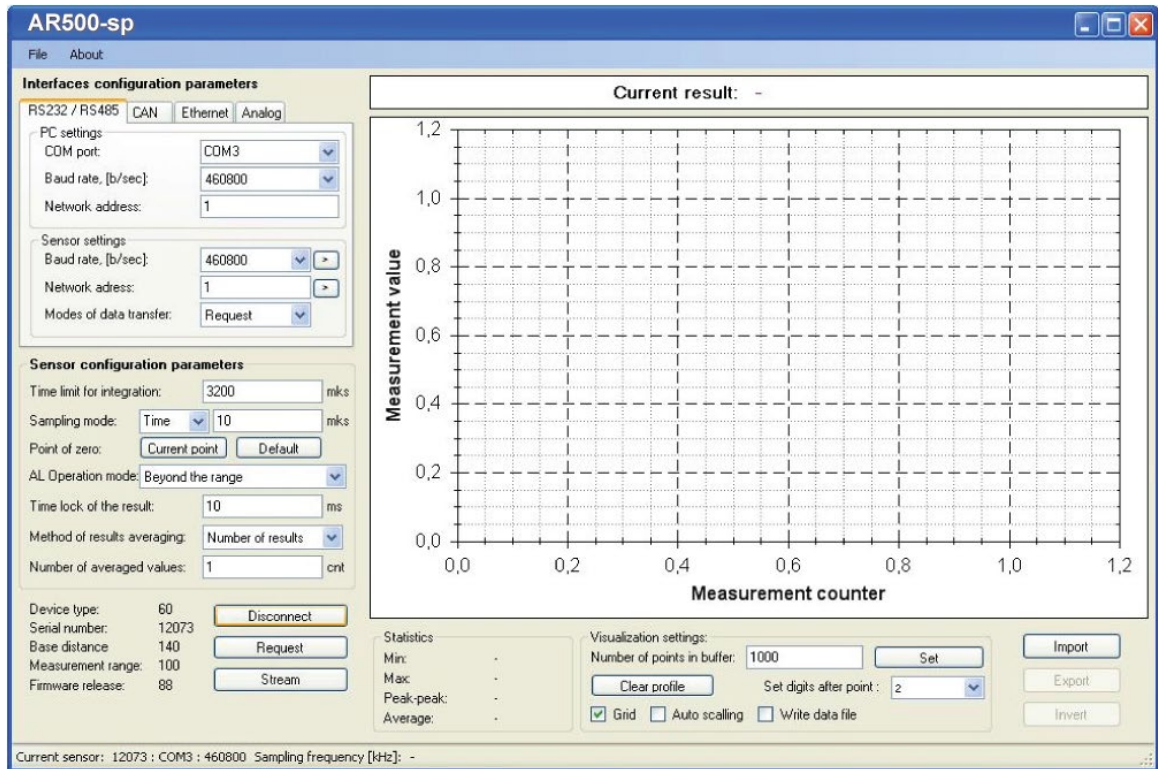 AR500-sp
File About
Interfaces configuration parameters
RS232 / RS485 CAN Ethernet Analog
PC settings
COM port: COM3
Baud rate, [b/sec]: 460800
Network address: 1
Sensor settings
Baud rate, [b/sec]: 460800 >
Network adress: 1 >
Modes of data transfer: Request
Sensor configuration parameters
Time limit for integration: 3200 mks
Sampling mode: Time 10 mks
Point of zero: Current point Default
AL Operation mode: Beyond the range
Time lock of the result: 10 ms
Method of results averaging: Number of results
Number of averaged values: 1 cnt
Device type: 60
Serial number: 12073
Base distance 140
Measurement range: 100
Firmware release: 88
Disconnect
Request
Stream
Current result: -
Measurement value
1,2
1,0
0,8
0,6
0,4
0,2
0,0
0,0 0,2 0,4 0,6 0,8 1,0 1,2
Measurement counter
Statistics
Min: -
Max: -
Peak-peak: -
Average: -
Visualization settings:
Number of points in buffer: 1000 Set
Clear profile Set digits after point : 2
Grid Auto scalling Write data file
Import
Export
Invert
Current sensor: 12073 : COM3 : 460800 Sampling frequency [kHz]: -